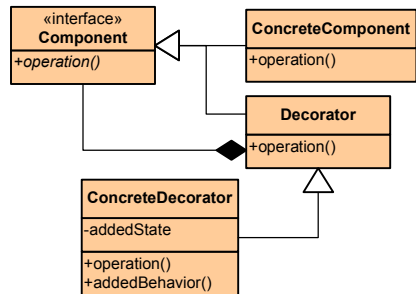 «interface»
Component
+operation()
ConcreteComponent
+operation()
Decorator
+operation()
ConcreteDecorator
-addedState
+operation()
+addedBehavior()